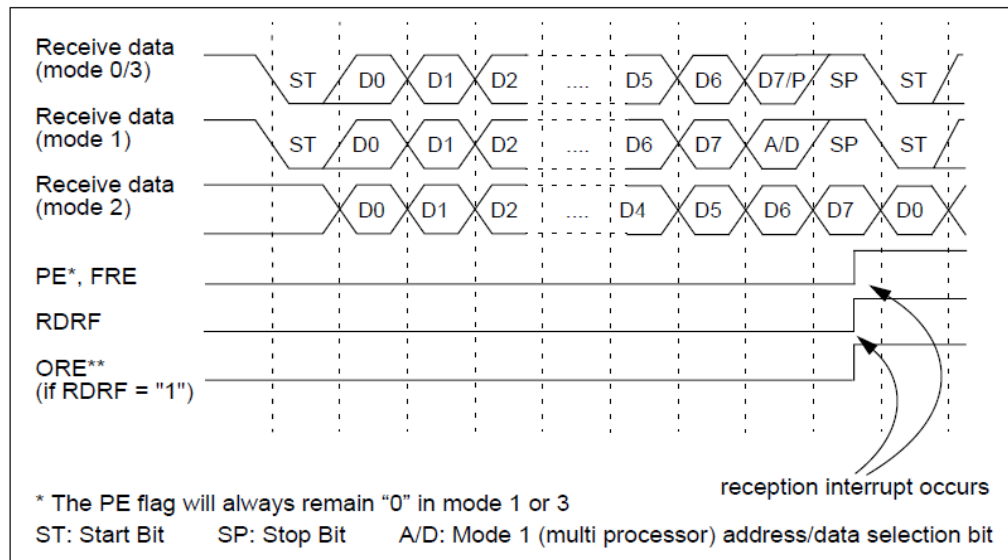 Receive data
(mode 0/3)
ST D0 D1 D2 .... D5 D6 D7/P SP ST
Receive data
(mode 1)
ST D0 D1 D2 .... D6 D7 A/D SP ST
Receive data
(mode 2)
D0 D1 D2 .... D4 D5 D6 D7 D0
PE*, FRE
RDRF
ORE**
(if RDRF = "1")
reception interrupt occurs
* The PE flag will always remain “0” in mode 1 or 3
ST: Start Bit SP: Stop Bit A/D: Mode 1 (multi processor) address/data selection bit